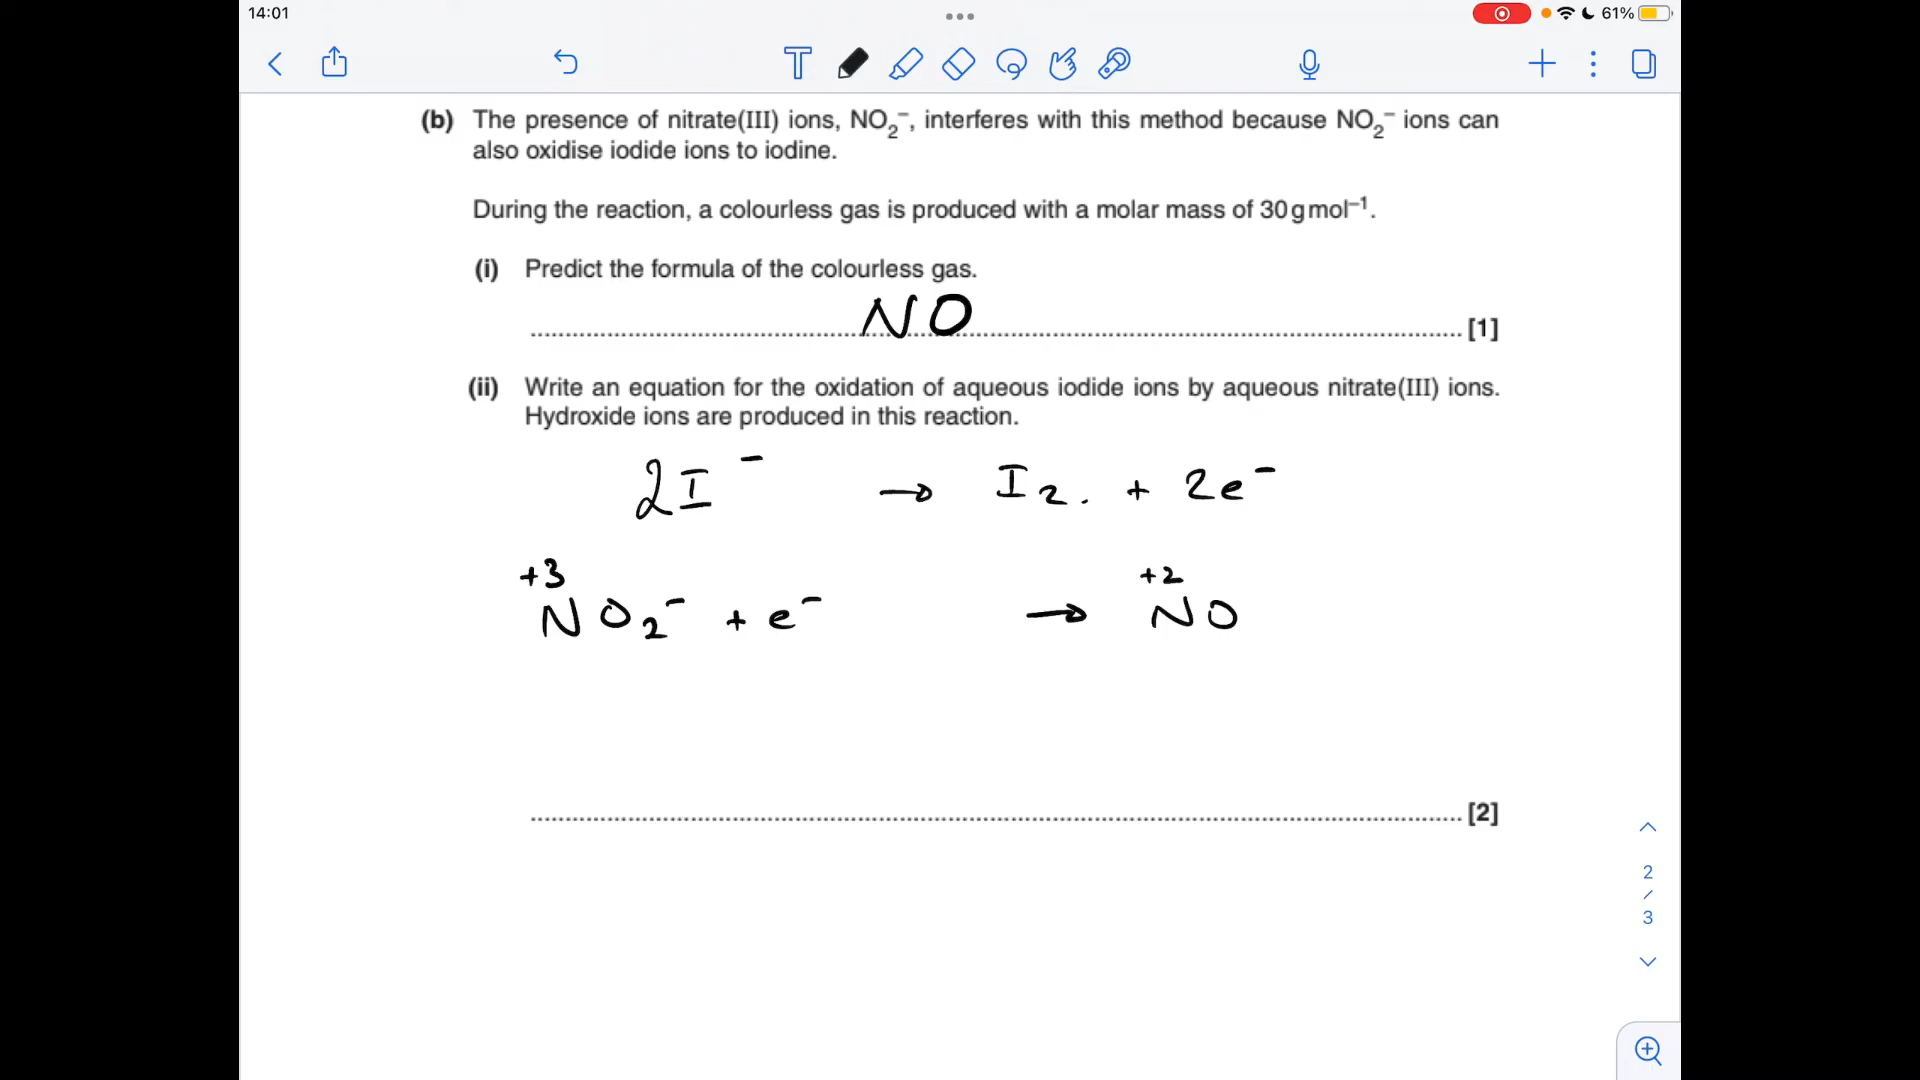 14:01
61%
(b) The presence of nitrate(III) ions, NO₂⁻, interferes with this method because NO₂⁻ ions can
also oxidise iodide ions to iodine.
During the reaction, a colourless gas is produced with a molar mass of 30 g mol⁻¹.
(i) Predict the formula of the colourless gas.
NO
[1]
(ii) Write an equation for the oxidation of aqueous iodide ions by aqueous nitrate(III) ions.
Hydroxide ions are produced in this reaction.
2I⁻ → I₂. + 2e⁻
+3 +2
NO₂⁻ + e⁻ → NO
[2]
2
/
3